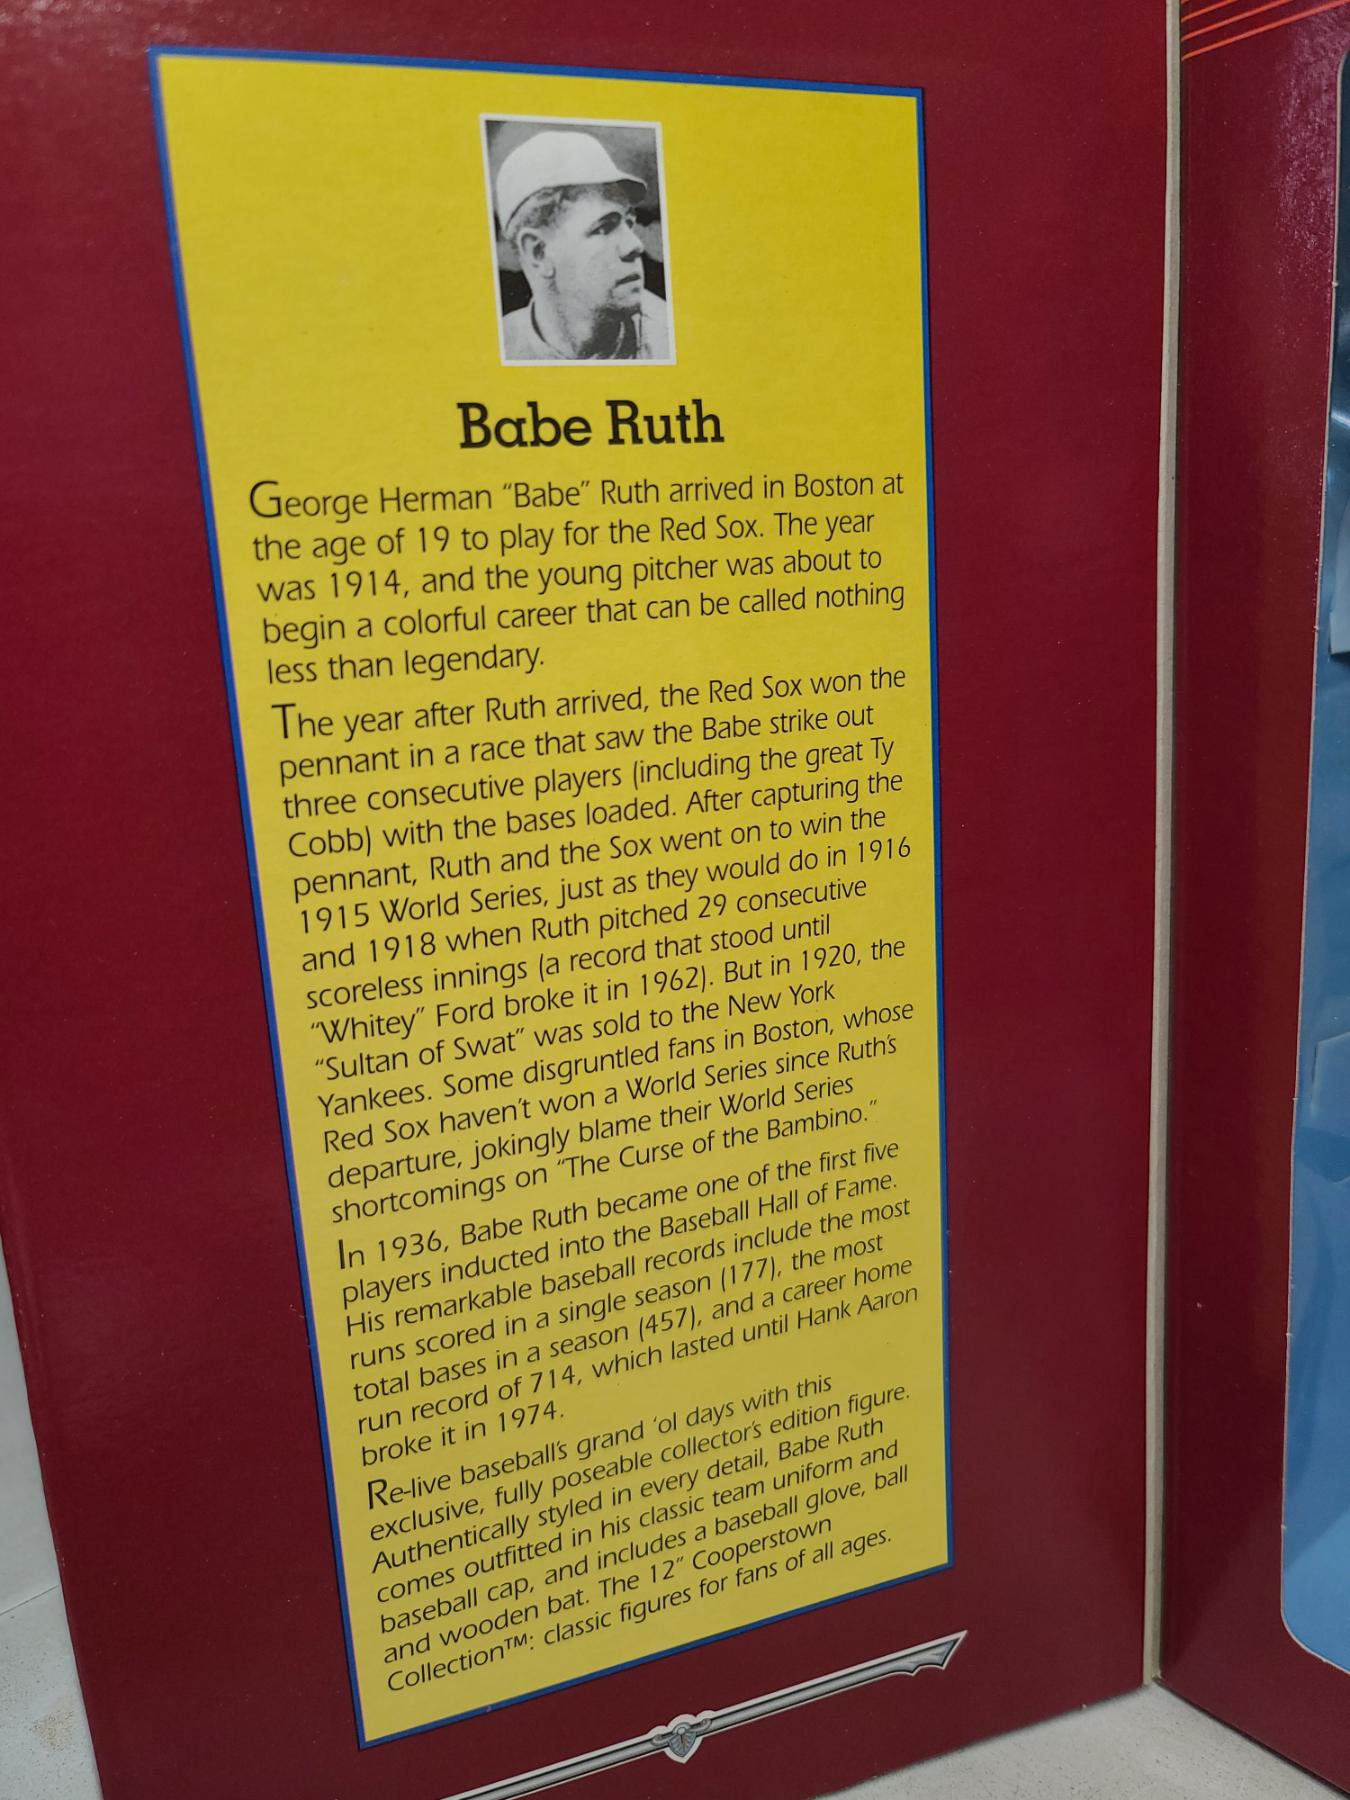 Babe Ruth
George Herman “Babe” Ruth arrived in Boston at
the age of 19 to play for the Red Sox. The year
was 1914, and the young pitcher was about to
begin a colorful career that can be called nothing
less than legendary.
The year after Ruth arrived, the Red Sox won the
pennant in a race that saw the Babe strike out
three consecutive players (including the great Ty
Cobb) with the bases loaded. After capturing the
pennant, Ruth and the Sox went on to win the
1915 World Series, just as they would do in 1916
and 1918 when Ruth pitched 29 consecutive
scoreless innings (a record that stood until
“Whitey” Ford broke it in 1962). But in 1920, the
“Sultan of Swat” was sold to the New York
Yankees. Some disgruntled fans in Boston, whose
Red Sox haven’t won a World Series since Ruth’s
departure, jokingly blame their World Series
shortcomings on “The Curse of the Bambino.”
In 1936, Babe Ruth became one of the first five
players inducted into the Baseball Hall of Fame.
His remarkable baseball records include the most
runs scored in a single season (177), the most
total bases in a season (457), and a career home
run record of 714, which lasted until Hank Aaron
broke it in 1974.
Re-live baseball’s grand ‘ol days with this
exclusive, fully poseable collector’s edition figure.
Authentically styled in every detail, Babe Ruth
comes outfitted in his classic team uniform and
baseball cap, and includes a baseball glove, ball
and wooden bat. The 12” Cooperstown
Collection™: classic figures for fans of all ages.